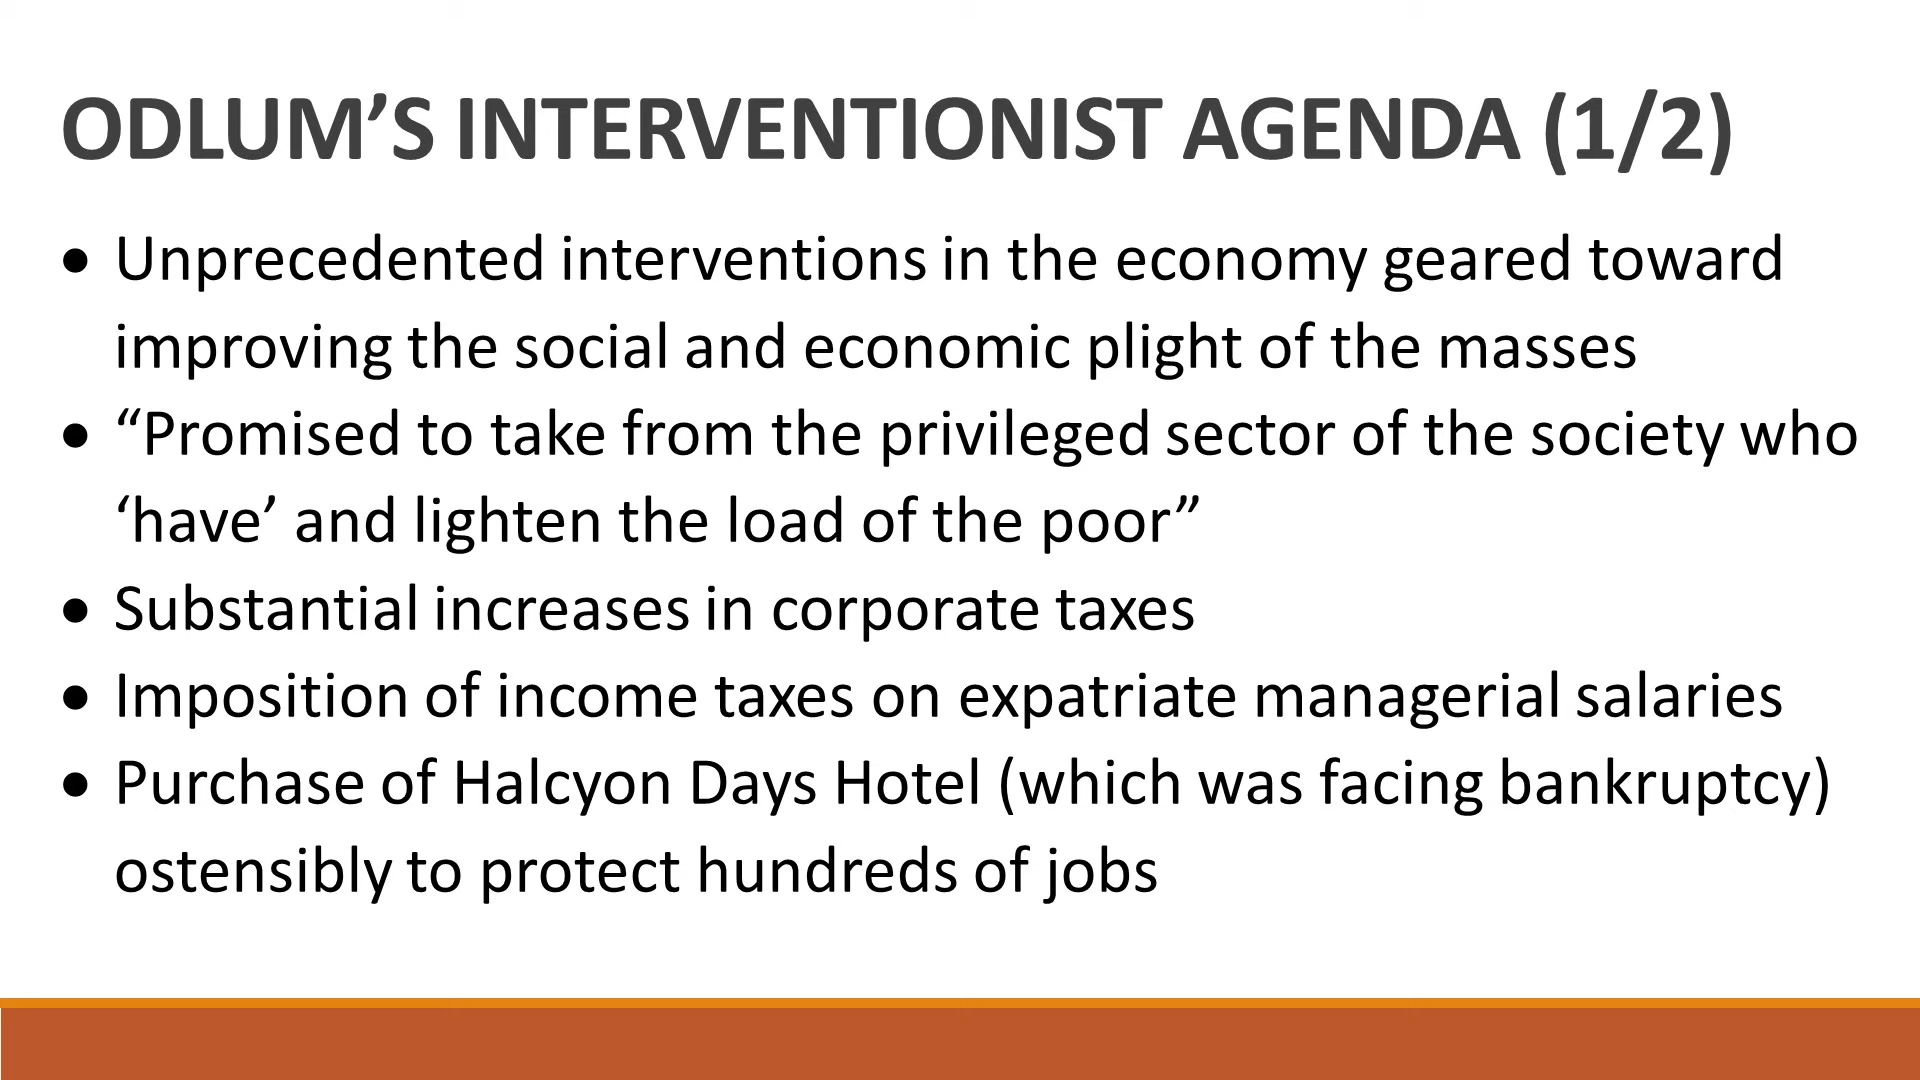 ODLUM’S INTERVENTIONIST AGENDA (1/2)
• Unprecedented interventions in the economy geared toward
improving the social and economic plight of the masses
• “Promised to take from the privileged sector of the society who
‘have’ and lighten the load of the poor”
• Substantial increases in corporate taxes
• Imposition of income taxes on expatriate managerial salaries
• Purchase of Halcyon Days Hotel (which was facing bankruptcy)
ostensibly to protect hundreds of jobs